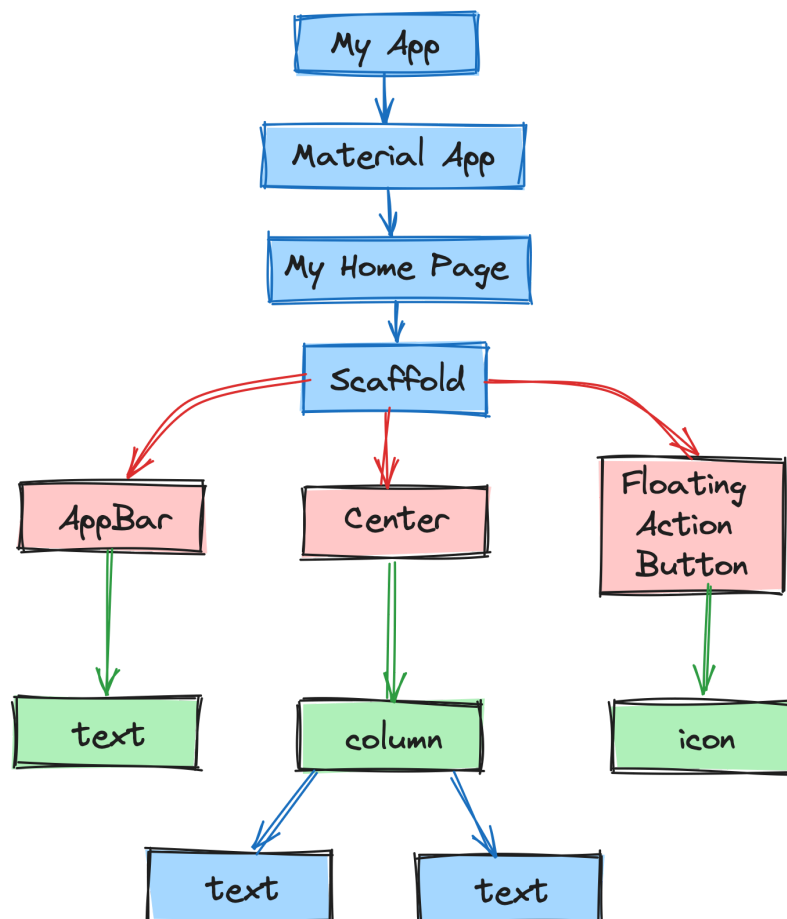 My App
Material App
My Home Page
Scaffold
AppBar
Center
Floating
Action
Button
text
column
icon
text
text